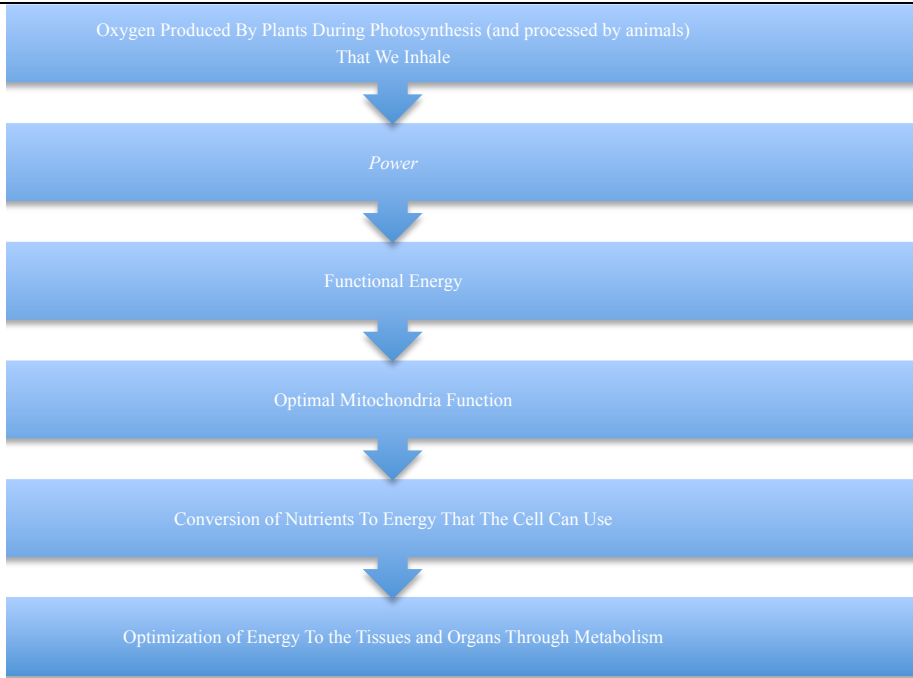 Oxygen Produced By Plants During Photosynthesis (and processed by animals)
That We Inhale
Power
Functional Energy
Optimal Mitochondria Function
Conversion of Nutrients To Energy That The Cell Can Use
Optimization of Energy To the Tissues and Organs Through Metabolism